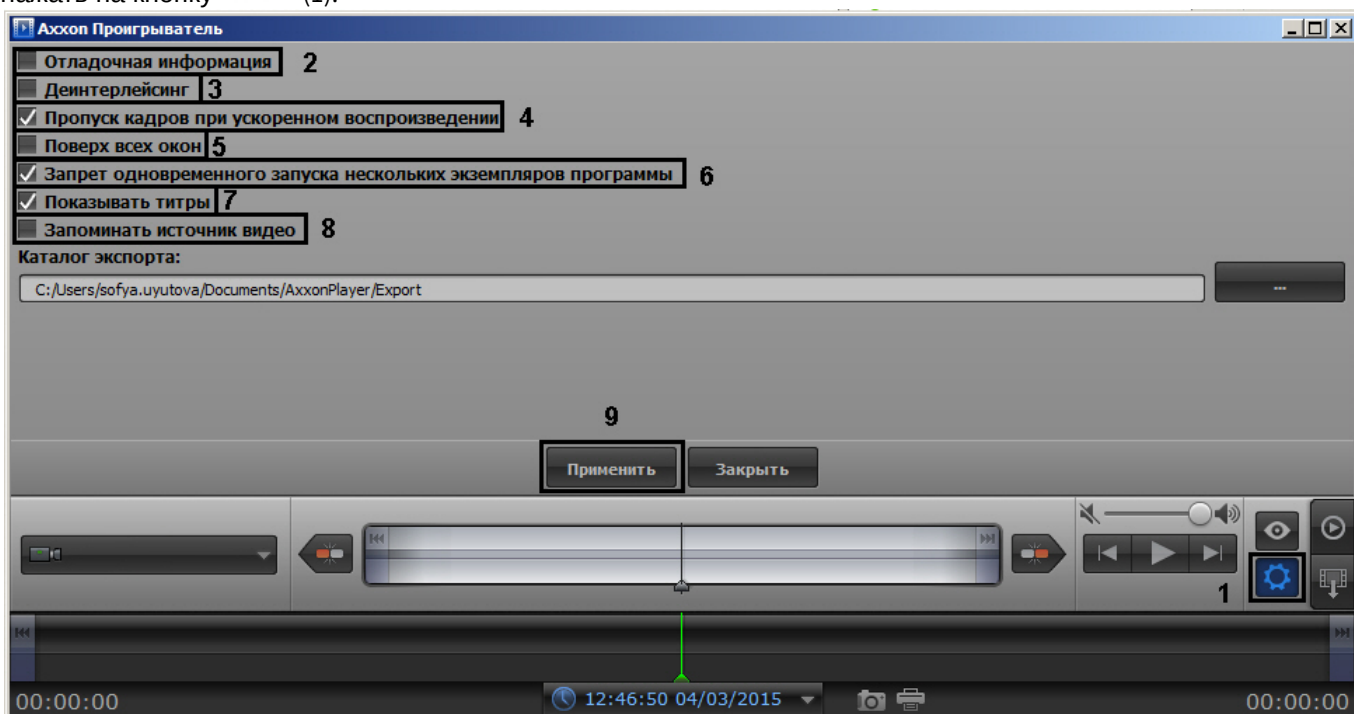 нажать на кнопку (1).
Axxon Проигрыватель
Отладочная информация 2
Деинтерлейсинг 3
Пропуск кадров при ускоренном воспроизведении 4
Поверх всех окон 5
Запрет одновременного запуска нескольких экземпляров программы 6
Показывать титры 7
Запоминать источник видео 8
Каталог экспорта:
C:/Users/sofya.uyutova/Documents/AxxonPlayer/Export ...
9
Применить Закрыть
1
00:00:00 12:46:50 04/03/2015 00:00:00